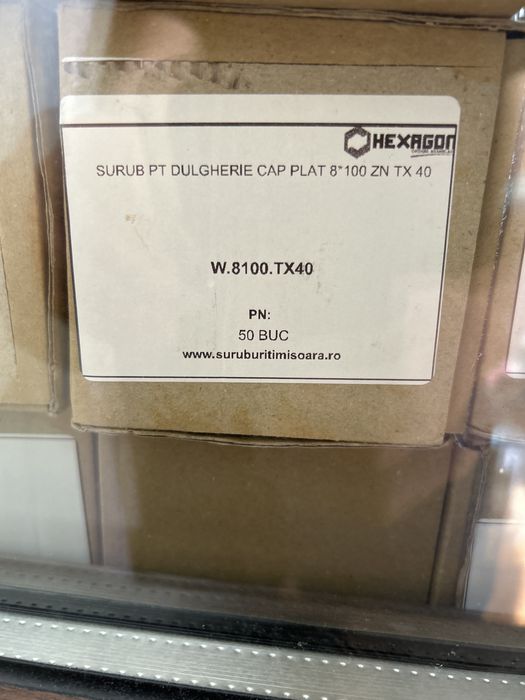 HEXAGON
SURUB PT DULGHERIE CAP PLAT 8*100 ZN TX 40
W.8100.TX40
PN:
50 BUC
www.suruburitimisoara.ro